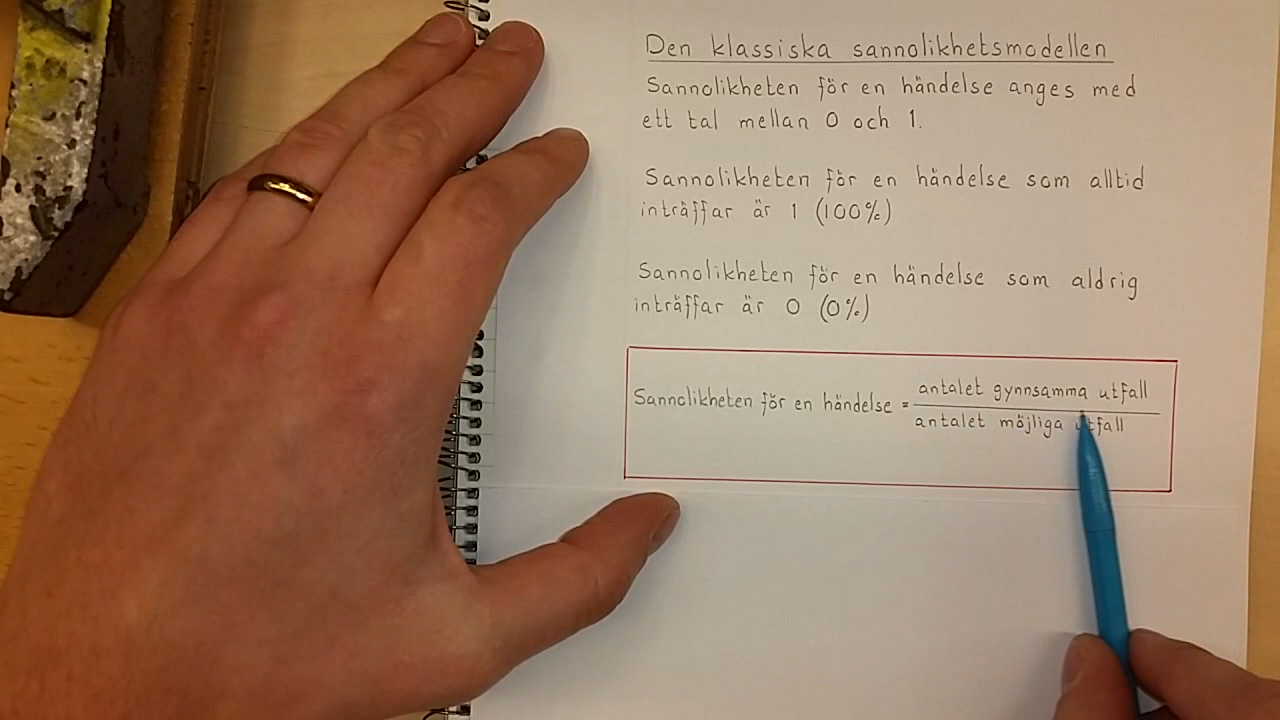 Den klassiska sannolikhetsmodellen
Sannolikheten för en händelse anges med
ett tal mellan 0 och 1.
Sannolikheten för en händelse som alltid
inträffar är 1 (100%)
Sannolikheten för en händelse som aldrig
inträffar är 0 (0%)
Sannolikheten för en händelse = antalet gynnsamma utfall
antalet möjliga utfall